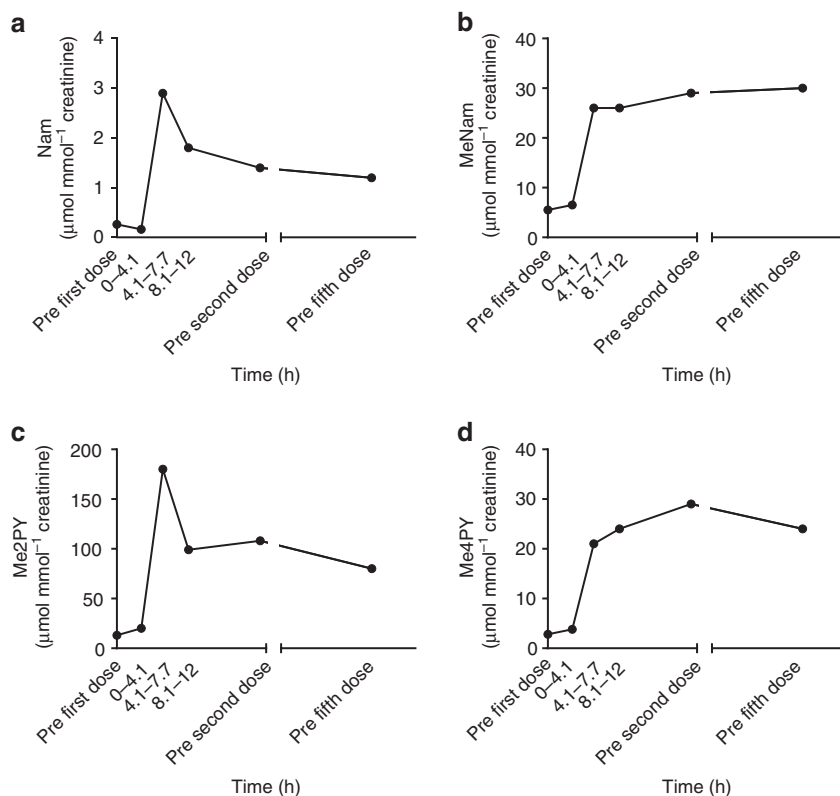 a
Nam
(μmol mmol⁻¹ creatinine)
4
3
2
1
0
Pre first dose
0–4.1
4.1–7.7
8.1–12
Pre second dose
Pre fifth dose
Time (h)
b
MeNam
(μmol mmol⁻¹ creatinine)
40
30
20
10
0
Pre first dose
0–4.1
4.1–7.7
8.1–12
Pre second dose
Pre fifth dose
Time (h)
c
Me2PY
(μmol mmol⁻¹ creatinine)
200
150
100
50
0
Pre first dose
0–4.1
4.1–7.7
8.1–12
Pre second dose
Pre fifth dose
Time (h)
d
Me4PY
(μmol mmol⁻¹ creatinine)
40
30
20
10
0
Pre first dose
0–4.1
4.1–7.7
8.1–12
Pre second dose
Pre fifth dose
Time (h)